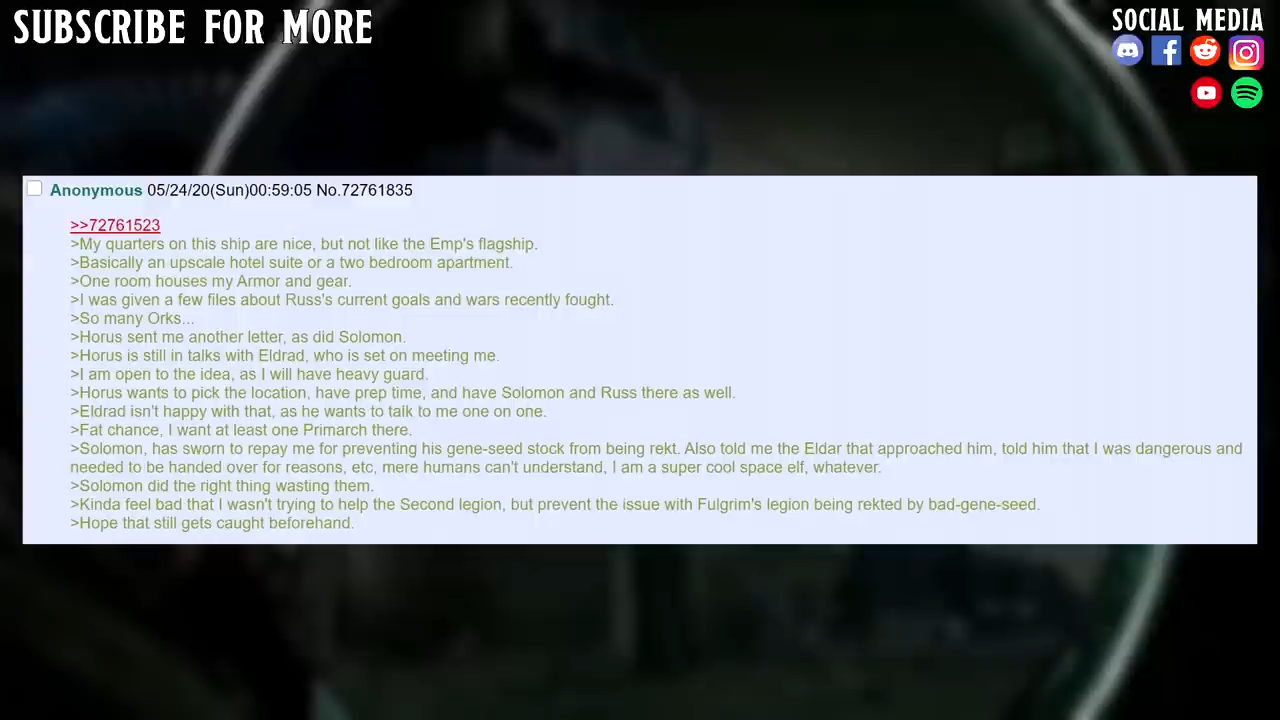 SUBSCRIBE FOR MORE
SOCIAL MEDIA
Anonymous 05/24/20(Sun)00:59:05 No.72761835
>>72761523
>My quarters on this ship are nice, but not like the Emp's flagship.
>Basically an upscale hotel suite or a two bedroom apartment.
>One room houses my Armor and gear.
>I was given a few files about Russ's current goals and wars recently fought.
>So many Orks...
>Horus sent me another letter, as did Solomon.
>Horus is still in talks with Eldrad, who is set on meeting me.
>I am open to the idea, as I will have heavy guard.
>Horus wants to pick the location, have prep time, and have Solomon and Russ there as well.
>Eldrad isn't happy with that, as he wants to talk to me one on one.
>Fat chance, I want at least one Primarch there.
>Solomon, has sworn to repay me for preventing his gene-seed stock from being rekt. Also told me the Eldar that approached him, told him that I was dangerous and
needed to be handed over for reasons, etc, mere humans can't understand, I am a super cool space elf, whatever.
>Solomon did the right thing wasting them.
>Kinda feel bad that I wasn't trying to help the Second legion, but prevent the issue with Fulgrim's legion being rekted by bad-gene-seed.
>Hope that still gets caught beforehand.